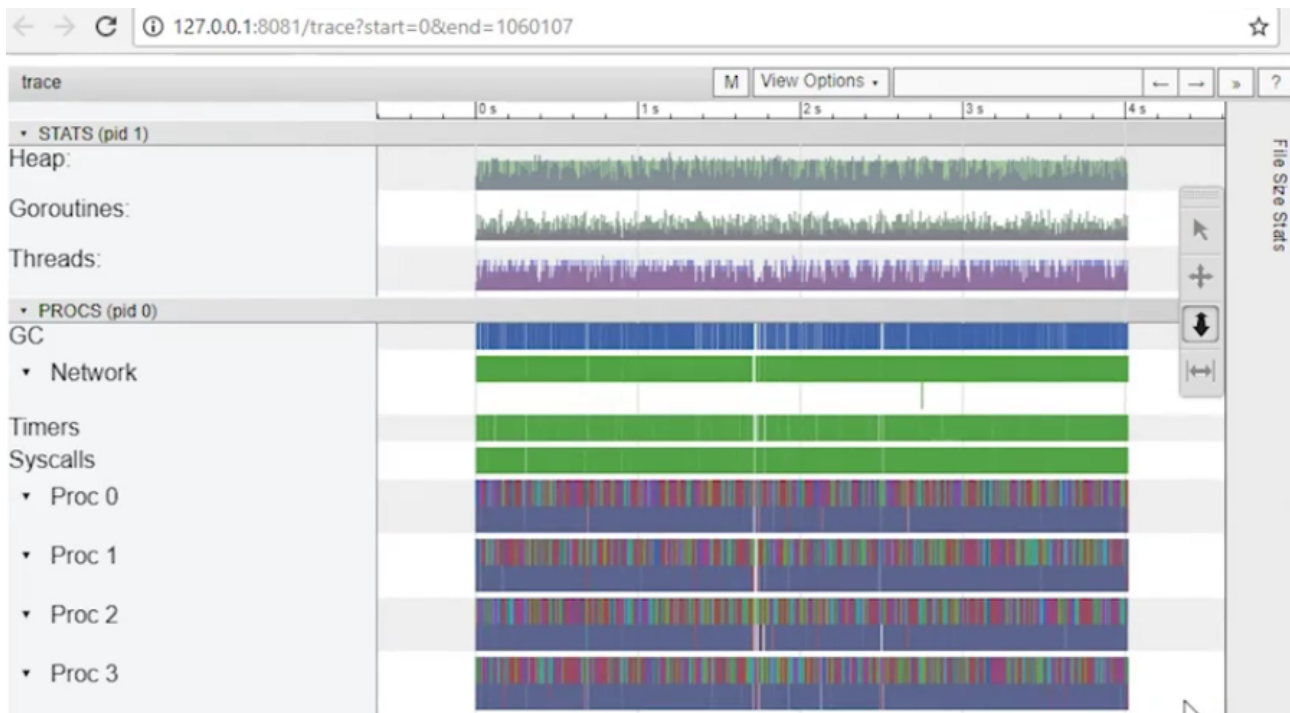 127.0.0.1:8081/trace?start=0&end=1060107
trace
M
View Options
←
→
»
?
0 s
1 s
2 s
3 s
4 s
STATS (pid 1)
Heap:
Goroutines:
Threads:
PROCS (pid 0)
GC
Network
Timers
Syscalls
Proc 0
Proc 1
Proc 2
Proc 3
File Size Stats